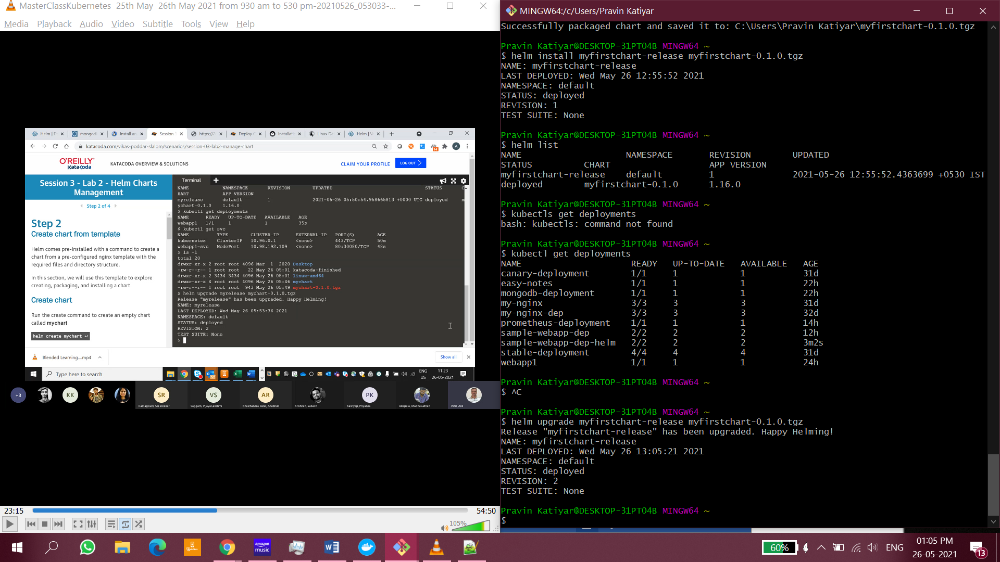 MasterClassKubernetes 25th May 26th May 2021 from 930 am to 530 pm-20210526_053033-...
Media Playback Audio Video Subtitle Tools View Help
Helm | D
mongodl
Install an
Session
https://2
Deploy C
Installati
Linux De
Helm | V
katacoda.com/vikas-poddar-slalom/scenarios/session-03-lab2-manage-chart
14
A
O'REILLY
Katacoda
KATACODA OVERVIEW & SOLUTIONS
CLAIM YOUR PROFILE
LOG OUT
Session 3 - Lab 2 - Helm Charts
Management
Step 2 of 4
Step 2
Create chart from template
Helm comes pre-installed with a command to create a
chart from a pre-configured nginx template with the
required files and directory structure.
In this section, we will use this template to explore
creating, packaging, and installing a chart
Create chart
Run the create command to create an empty chart
called mychart
helm create mychart
Terminal +
NAME NAMESPACE REVISION UPDATED STATUS C
HART APP VERSION
myrelease default 1 2021-05-26 05:50:54.958665813 +0000 UTC deployed m
ychart-0.1.0 1.16.0
$ kubectl get deployments
NAME READY UP-TO-DATE AVAILABLE AGE
webapp1 1/1 1 1 35s
$ kubectl get svc
NAME TYPE CLUSTER-IP EXTERNAL-IP PORT(S) AGE
kubernetes ClusterIP 10.96.0.1 <none> 443/TCP 50m
webapp1-svc NodePort 10.98.192.109 <none> 80:30080/TCP 48s
$ ls -l
total 20
drwxr-xr-x 2 root root 4096 Mar 1 2020 Desktop
-rw-r--r-- 1 root root 22 May 26 05:01 katacoda-finished
drwxr-xr-x 2 3434 3434 4096 May 26 05:01 linux-amd64
drwxr-xr-x 4 root root 4096 May 26 05:46 mychart
-rw-r--r-- 1 root root 943 May 26 05:49 mychart-0.1.0.tgz
$ helm upgrade myrelease mychart-0.1.0.tgz
Release "myrelease" has been upgraded. Happy Helming!
NAME: myrelease
LAST DEPLOYED: Wed May 26 05:53:36 2021
NAMESPACE: default
STATUS: deployed
REVISION: 2
TEST SUITE: None
$
Blended Learning....mp4
Show all
Type here to search
ENG
US
11:23
26-05-2021
+3
KK
SR
Ramagouni, Sai Sreekar
VS
Saggam, Vijaya Lakshmi
AR
Bhalchandra Rane, Anubhuti
Krishnan, Subash
PK
Kashyap, Priyanka
Adapala, Madhusudhan
Patil, Anil
23:15
54:50
105%
MINGW64:/c/Users/Pravin Katiyar
Successfully packaged chart and saved it to: C:\Users\Pravin Katiyar\myfirstchart-0.1.0.tgz
Pravin Katiyar@DESKTOP-31PTO4B MINGW64 ~
$ helm install myfirstchart-release myfirstchart-0.1.0.tgz
NAME: myfirstchart-release
LAST DEPLOYED: Wed May 26 12:55:52 2021
NAMESPACE: default
STATUS: deployed
REVISION: 1
TEST SUITE: None
Pravin Katiyar@DESKTOP-31PTO4B MINGW64 ~
$ helm list
NAME NAMESPACE REVISION UPDATED
STATUS CHART APP VERSION
myfirstchart-release default 1 2021-05-26 12:55:52.4363699 +0530 IST
deployed myfirstchart-0.1.0 1.16.0
Pravin Katiyar@DESKTOP-31PTO4B MINGW64 ~
$ kubectls get deployments
bash: kubectls: command not found
Pravin Katiyar@DESKTOP-31PTO4B MINGW64 ~
$ kubectl get deployments
NAME READY UP-TO-DATE AVAILABLE AGE
canary-deployment 1/1 1 1 31d
easy-notes 1/1 1 1 22h
mongodb-deployment 1/1 1 1 22h
my-nginx 3/3 3 3 31d
my-nginx-dep 3/3 3 3 32d
prometheus-deployment 1/1 1 1 14h
sample-webapp-dep 2/2 2 2 12h
sample-webapp-dep-helm 2/2 2 2 3m2s
stable-deployment 4/4 4 4 31d
webapp1 1/1 1 1 24h
Pravin Katiyar@DESKTOP-31PTO4B MINGW64 ~
$ ^C
Pravin Katiyar@DESKTOP-31PTO4B MINGW64 ~
$ helm upgrade myfirstchart-release myfirstchart-0.1.0.tgz
Release "myfirstchart-release" has been upgraded. Happy Helming!
NAME: myfirstchart-release
LAST DEPLOYED: Wed May 26 13:05:21 2021
NAMESPACE: default
STATUS: deployed
REVISION: 2
TEST SUITE: None
Pravin Katiyar@DESKTOP-31PTO4B MINGW64 ~
$
amazon
music
60%
ENG
01:05 PM
26-05-2021
13